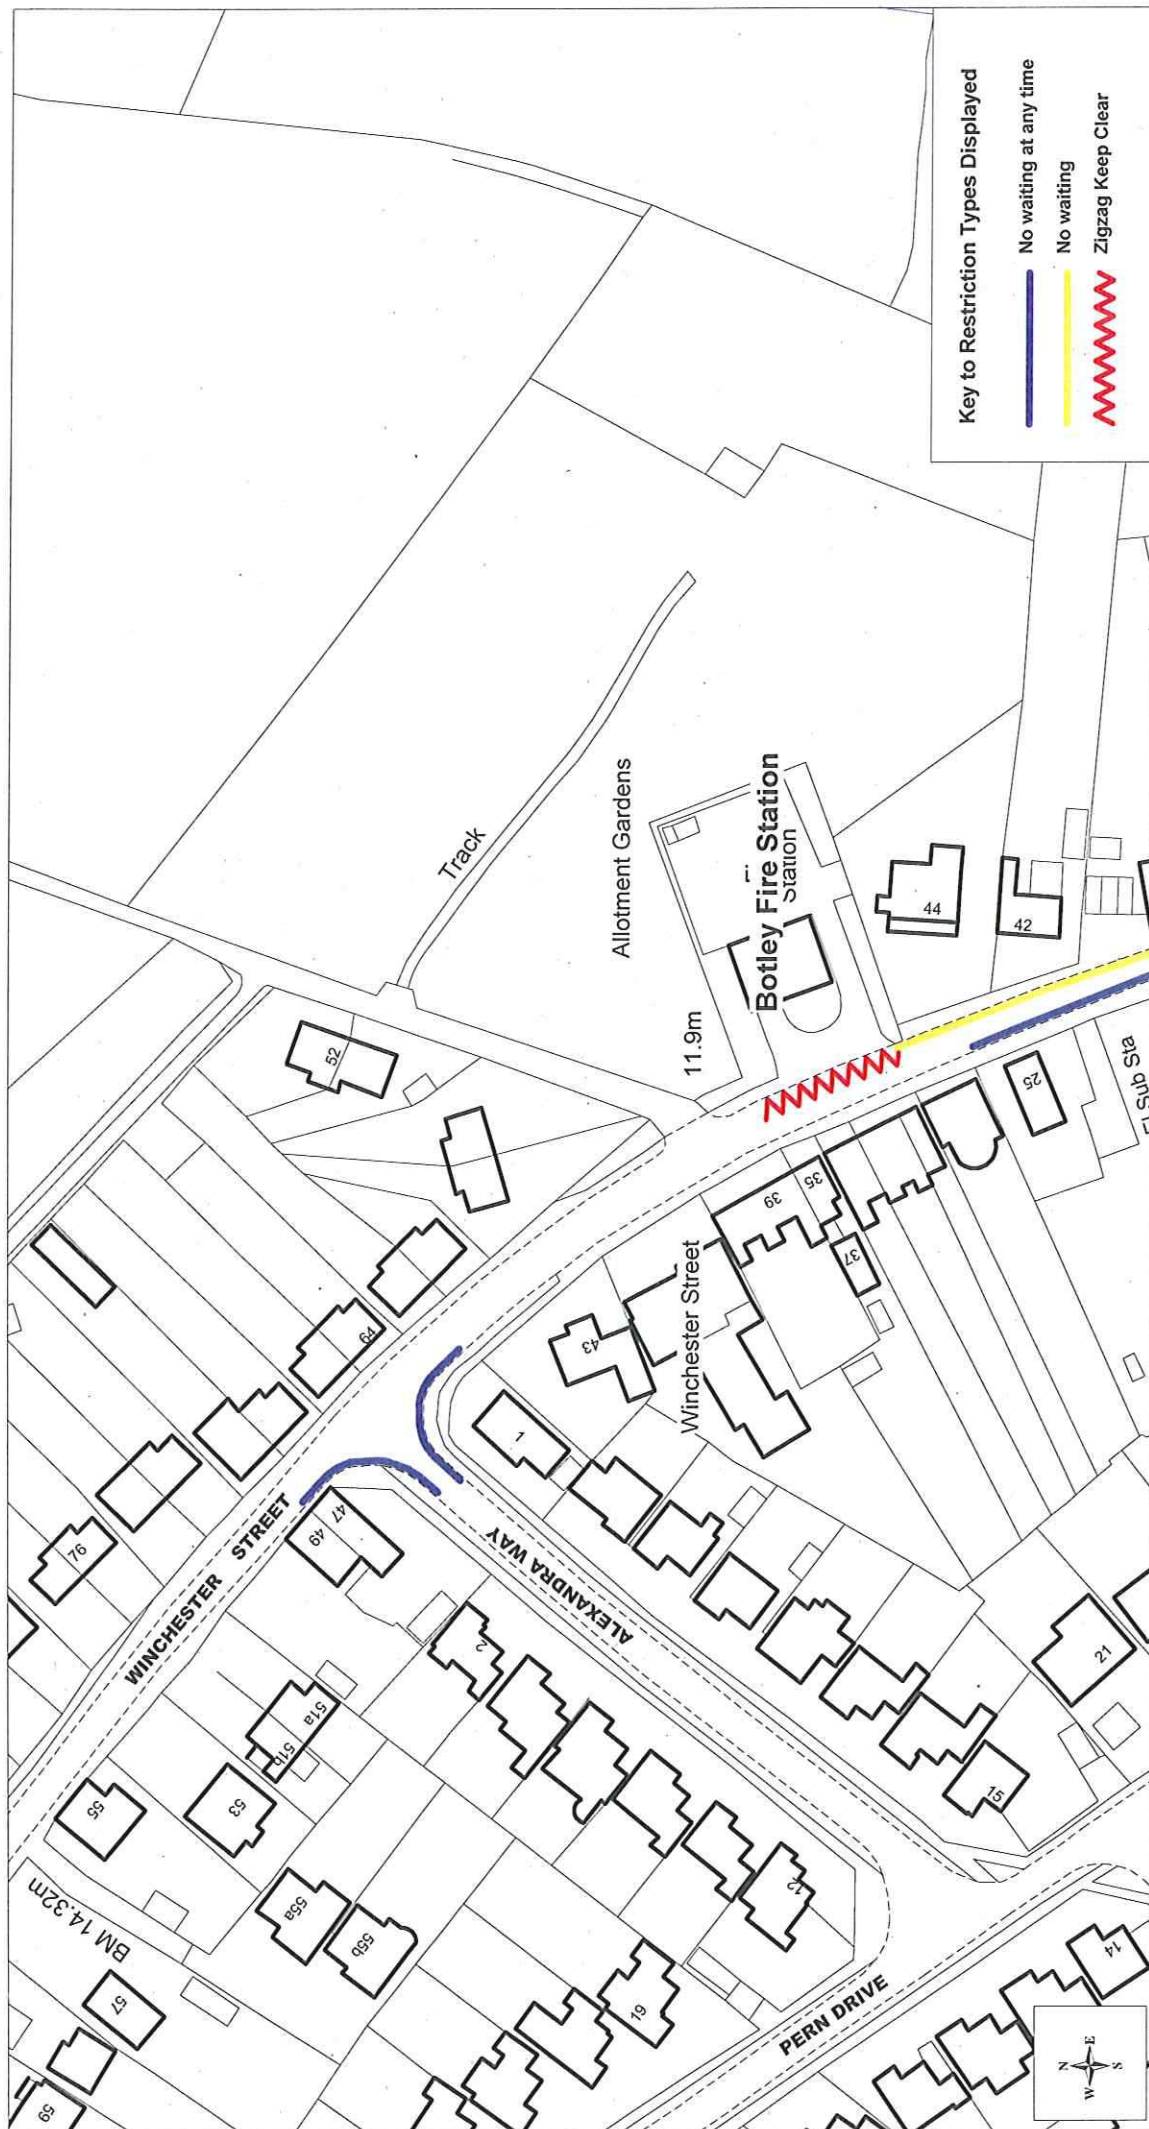 Key to Restriction Types Displayed
No waiting at any time
No waiting
Zigzag Keep Clear
Track
Allotment Gardens
11.9m
Botley Fire Station
Station
44
42
25
El Sub Sta
52
64
76
WINCHESTER STREET
39
35
37
Winchester Street
43
1
47
49
ALEXANDRA WAY
2
51a
51b
53
55
55a
55b
BM 14.32m
57
59
12
19
15
21
PERN DRIVE
14
N
E
S
W